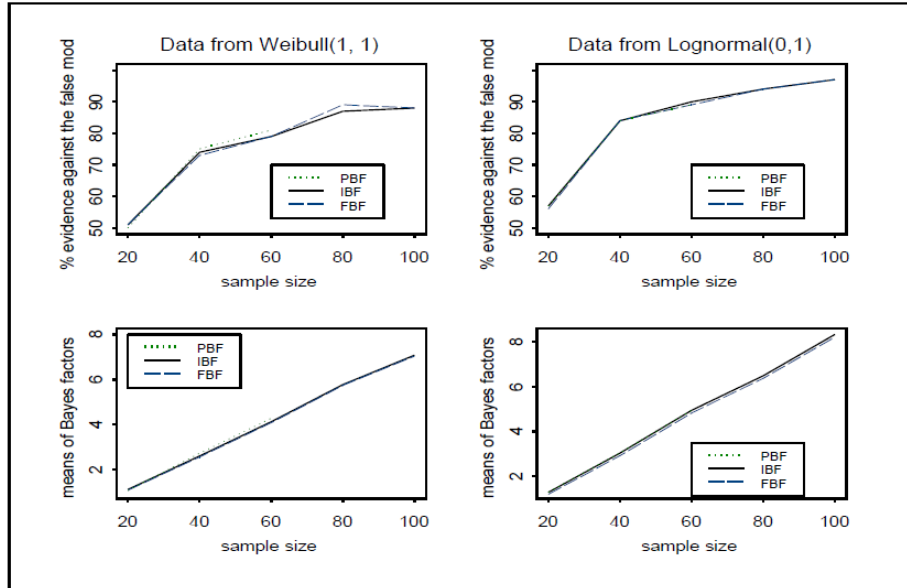 Data from Weibull(1, 1)
% evidence against the false mod
50 60 70 80 90
PBF
IBF
FBF
20 40 60 80 100
sample size
Data from Lognormal(0,1)
% evidence against the false mod
50 60 70 80 90
PBF
IBF
FBF
20 40 60 80 100
sample size
means of Bayes factors
2 4 6 8
PBF
IBF
FBF
20 40 60 80 100
sample size
means of Bayes factors
2 4 6 8
PBF
IBF
FBF
20 40 60 80 100
sample size